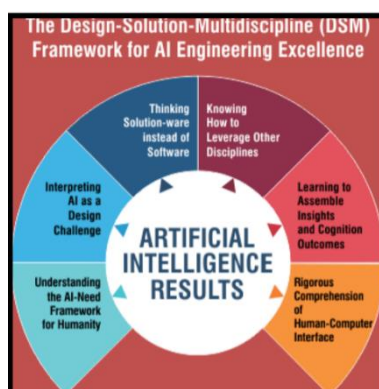 The Design-Solution-Multidiscipline (DSM)
Framework for AI Engineering Excellence
Thinking
Solution-ware
instead of
Software
Knowing
How to
Leverage Other
Disciplines
Interpreting
AI as a
Design
Challenge
Learning to
Assemble
Insights
and Cognition
Outcomes
Understanding
the AI-Need
Framework
for Humanity
Rigorous
Comprehension
of
Human-Computer
Interface
ARTIFICIAL
INTELLIGENCE
RESULTS